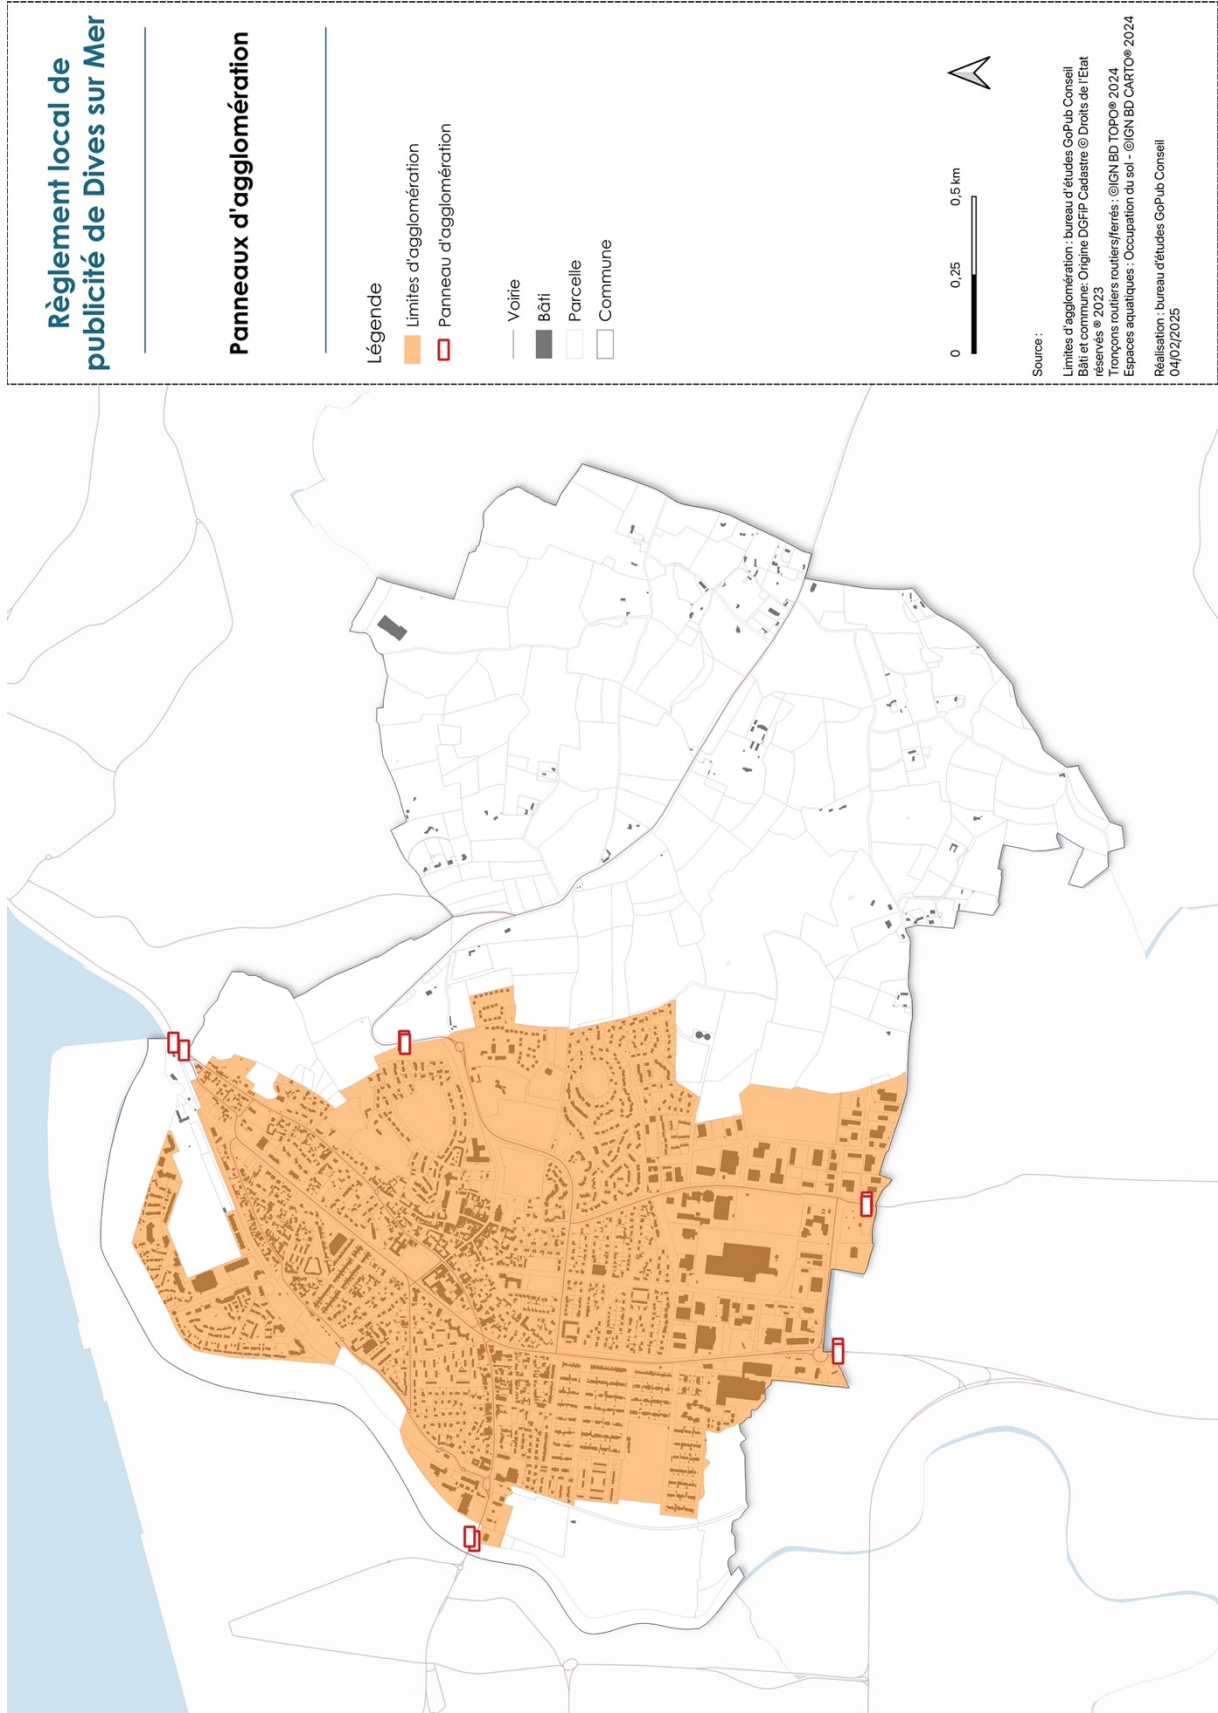 Règlement local de
publicité de Dives sur Mer
Panneaux d'agglomération
Légende
Limites d'agglomération
Panneau d'agglomération
Voirie
Bâti
Parcelle
Commune
0 0,25 0,5 km
Source :
Limites d'agglomération : bureau d'études GoPub Conseil
Bâti et commune: Origine DGFiP Cadastre © Droits de l'Etat
réservés ® 2023
Tronçons routiers/ferrés : ©IGN BD TOPO® 2024
Espaces aquatiques : Occupation du sol - ©IGN BD CARTO® 2024
Réalisation : bureau d'études GoPub Conseil
04/02/2025